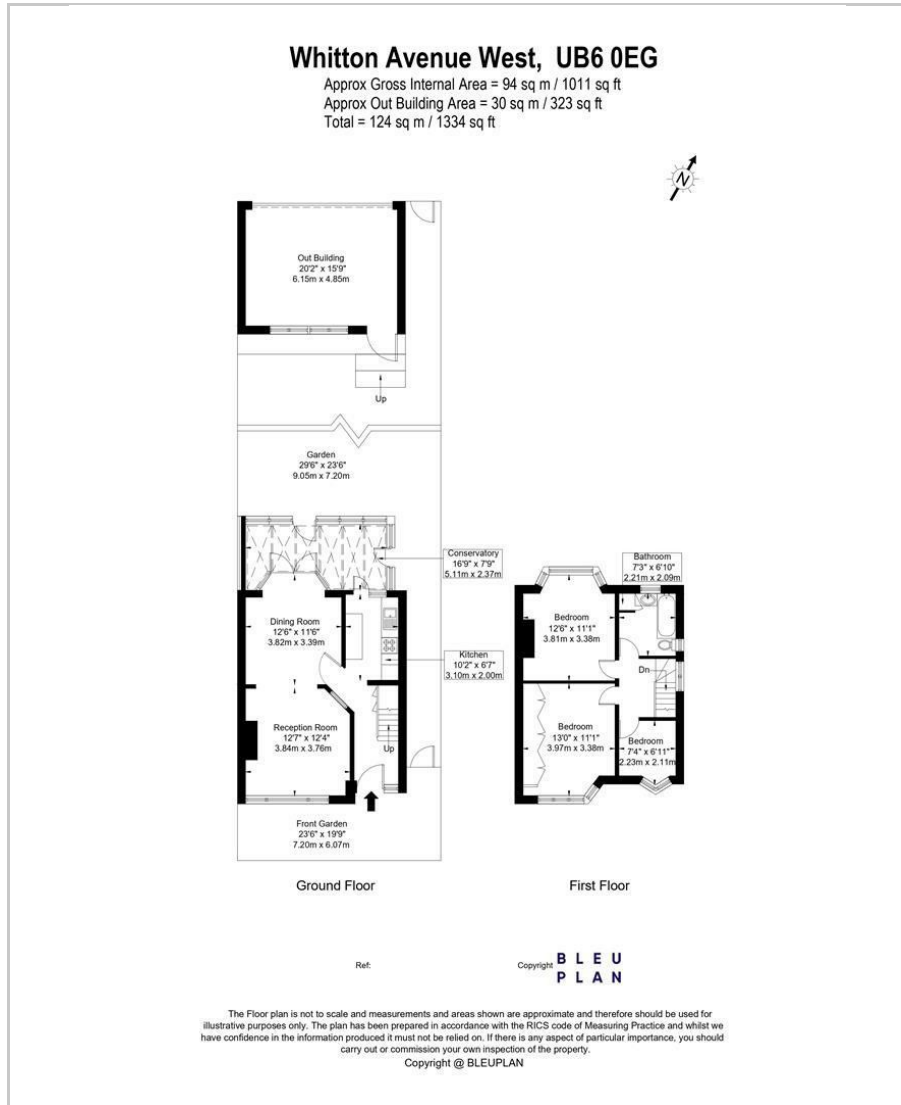 Whitton Avenue West, UB6 0EG
Approx Gross Internal Area = 94 sq m / 1011 sq ft
Approx Out Building Area = 30 sq m / 323 sq ft
Total = 124 sq m / 1334 sq ft
N
Out Building
20'2" x 15'9"
6.15m x 4.85m
Up
Garden
29'6" x 23'6"
9.05m x 7.20m
Conservatory
16'9" x 7'9"
5.11m x 2.37m
Dining Room
12'6" x 11'6"
3.82m x 3.39m
Kitchen
10'2" x 6'7"
3.10m x 2.00m
Reception Room
12'7" x 12'4"
3.84m x 3.76m
Up
Front Garden
23'6" x 19'9"
7.20m x 6.07m
Ground Floor
Bathroom
7'3" x 6'10"
2.21m x 2.09m
Bedroom
12'6" x 11'1"
3.81m x 3.38m
Dn
Bedroom
13'0" x 11'1"
3.97m x 3.38m
Bedroom
7'4" x 6'11"
2.23m x 2.11m
First Floor
Ref:
Copyright
BLEU
PLAN
The Floor plan is not to scale and measurements and areas shown are approximate and therefore should be used for
illustrative purposes only. The plan has been prepared in accordance with the RICS code of Measuring Practice and whilst we
have confidence in the information produced it must not be relied on. If there is any aspect of particular importance, you should
carry out or commission your own inspection of the property.
Copyright @ BLEUPLAN